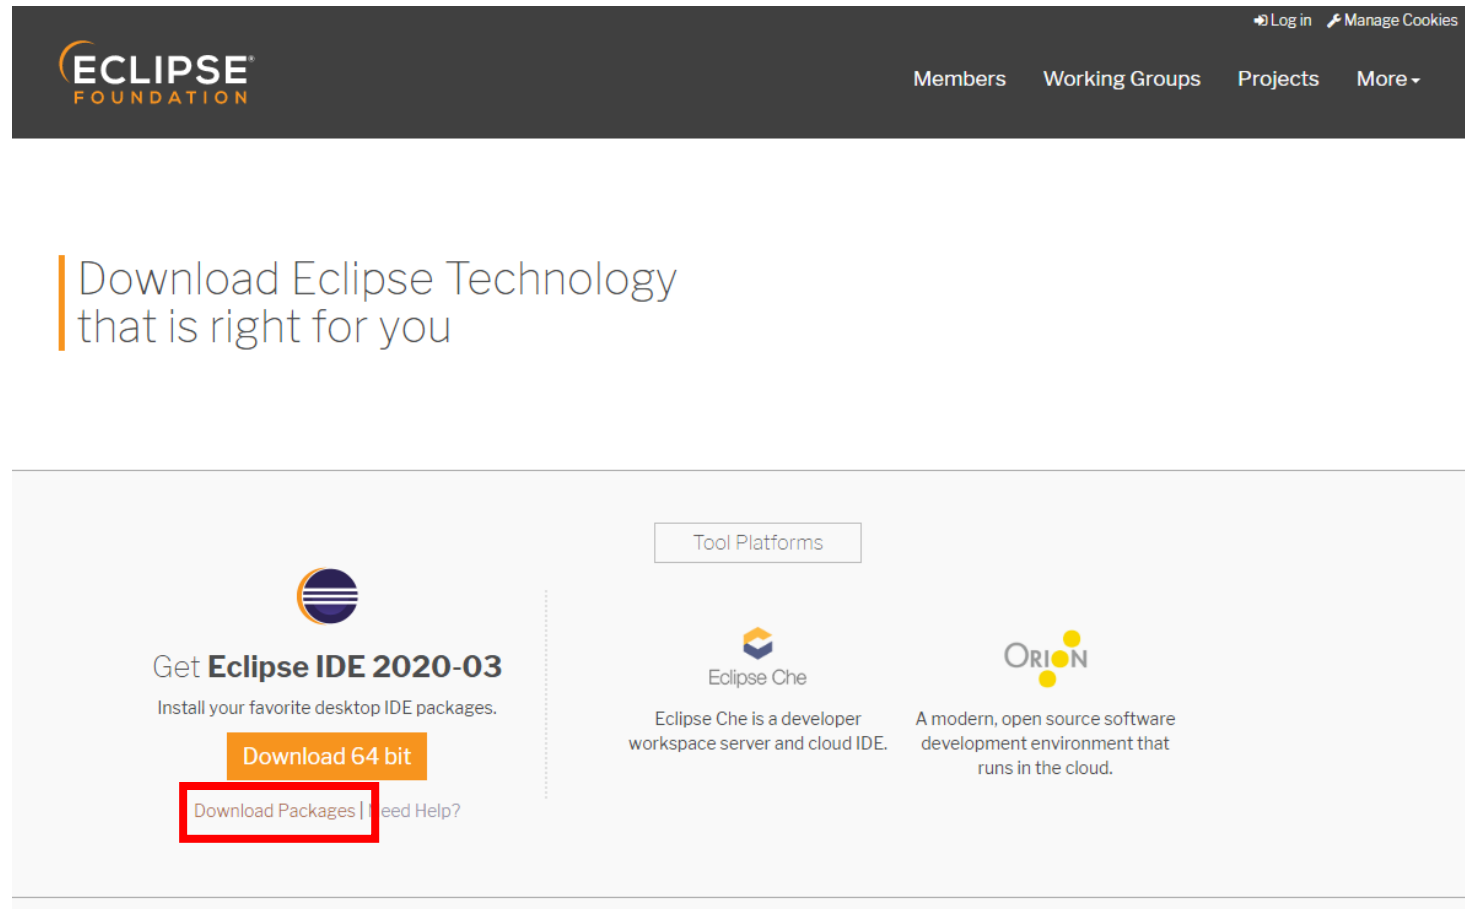 Log in Manage Cookies
ECLIPSE®
FOUNDATION
Members Working Groups Projects More
Download Eclipse Technology
that is right for you
Tool Platforms
Get Eclipse IDE 2020-03
Install your favorite desktop IDE packages.
Download 64 bit
Download Packages | eed Help?
Eclipse Che
Eclipse Che is a developer
workspace server and cloud IDE.
ORION
A modern, open source software
development environment that
runs in the cloud.